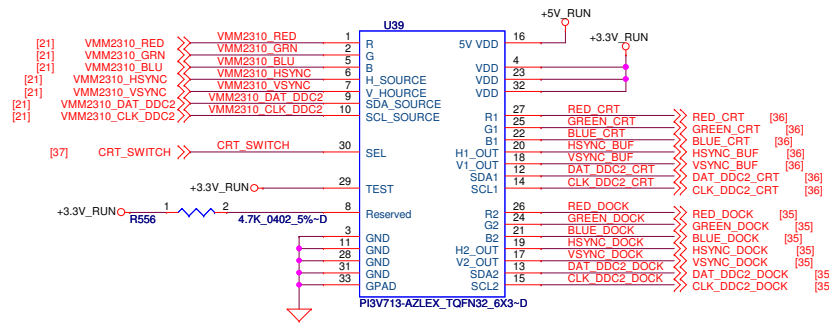 U39
+5V_RUN
+3.3V_RUN
[21] VMM2310_RED VMM2310_RED 1 R
[21] VMM2310_GRN VMM2310_GRN 2 G
[21] VMM2310_BLU VMM2310_BLU 5 B
[21] VMM2310_HSYNC VMM2310_HSYNC 6 H_SOURCE
[21] VMM2310_VSYNC VMM2310_VSYNC 7 V_HOURCE
[21] VMM2310_DAT_DDC2 VMM2310_DAT_DDC2 9 SDA_SOURCE
[21] VMM2310_CLK_DDC2 VMM2310_CLK_DDC2 10 SCL_SOURCE
[37] CRT_SWITCH CRT_SWITCH 30 SEL
+3.3V_RUN 29 TEST
+3.3V_RUN 1 2 8 Reserved
R556 4.7K_0402_5%~D
3 GND
11 GND
28 GND
31 GND
33 GPAD
5V VDD 16
VDD 4
VDD 23
VDD 32
R1 27 RED_CRT RED_CRT [36]
G1 25 GREEN_CRT GREEN_CRT [36]
B1 22 BLUE_CRT BLUE_CRT [36]
H1_OUT 20 HSYNC_BUF HSYNC_BUF [36]
V1_OUT 18 VSYNC_BUF VSYNC_BUF [36]
SDA1 12 DAT_DDC2_CRT DAT_DDC2_CRT [36]
SCL1 14 CLK_DDC2_CRT CLK_DDC2_CRT [36]
R2 26 RED_DOCK RED_DOCK [35]
G2 24 GREEN_DOCK GREEN_DOCK [35]
B2 21 BLUE_DOCK BLUE_DOCK [35]
H2_OUT 19 HSYNC_DOCK HSYNC_DOCK [35]
V2_OUT 17 VSYNC_DOCK VSYNC_DOCK [35]
SDA2 13 DAT_DDC2_DOCK DAT_DDC2_DOCK [35
SCL2 15 CLK_DDC2_DOCK CLK_DDC2_DOCK [35
PI3V713-AZLEX_TQFN32_6X3~D